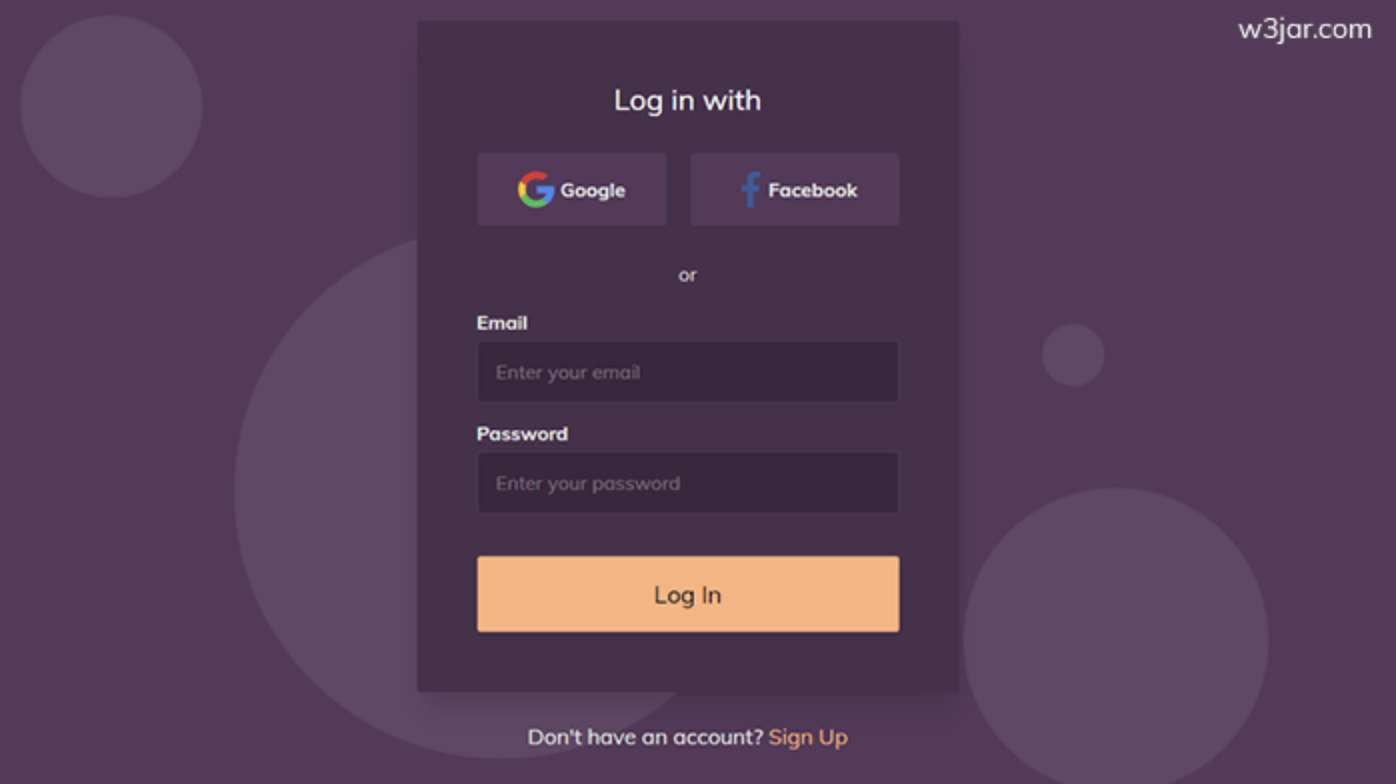 w3jar.com
Log in with
Google Facebook
or
Email
Enter your email
Password
Enter your password
Log In
Don't have an account? Sign Up